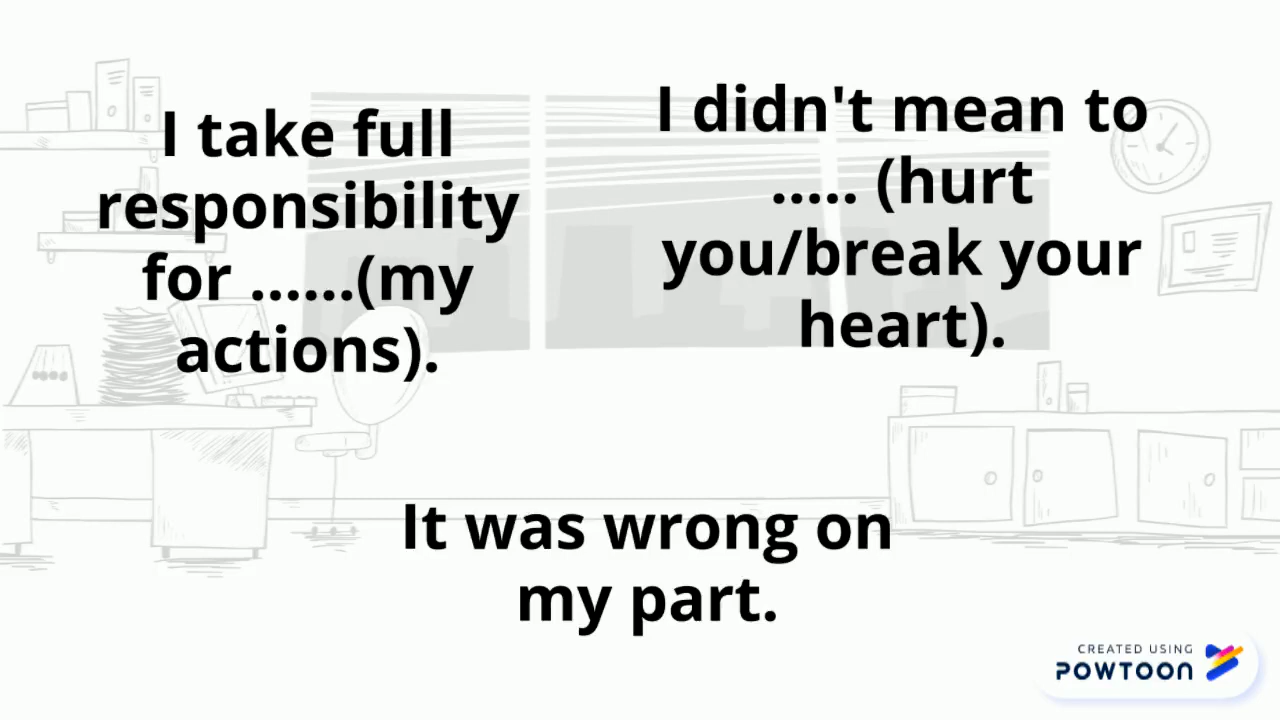 I take full
responsibility
for ......(my
actions).
I didn't mean to
..... (hurt
you/break your
heart).
It was wrong on
my part.
CREATED USING
POWTOON